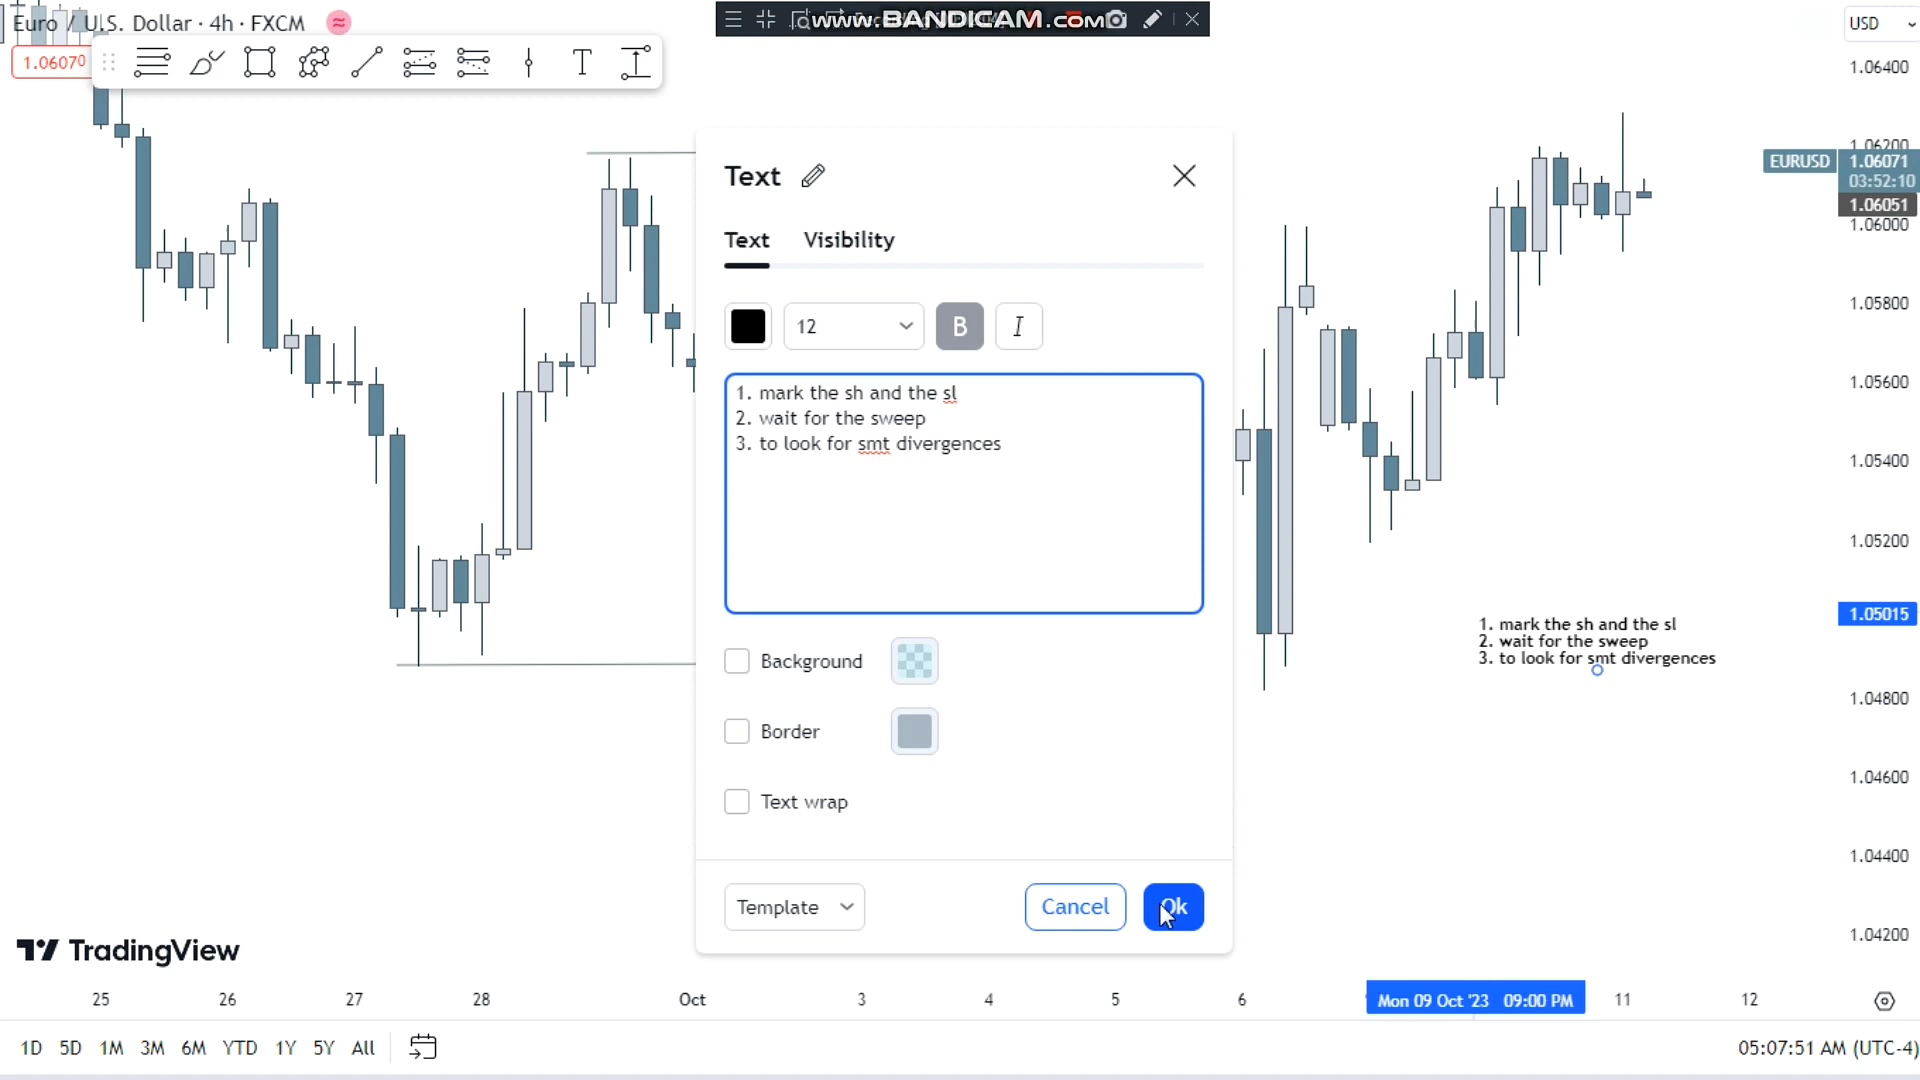 Euro / U.S. Dollar · 4h · FXCM
www.BANDICAM.com
USD
1.06070
T
1.06400
1.06200
EURUSD
1.06071
03:52:10
1.06051
1.06000
1.05800
1.05600
1.05400
1.05200
1.05015
1.04800
1.04600
1.04400
1.04200
Text
Text
Visibility
12
B
I
1. mark the sh and the sl
2. wait for the sweep
3. to look for smt divergences
Background
Border
Text wrap
Template
Cancel
Ok
1. mark the sh and the sl
2. wait for the sweep
3. to look for smt divergences
TradingView
25 26 27 28 Oct 3 4 5 6 Mon 09 Oct '23 09:00 PM 11 12
1D 5D 1M 3M 6M YTD 1Y 5Y All
05:07:51 AM (UTC-4)